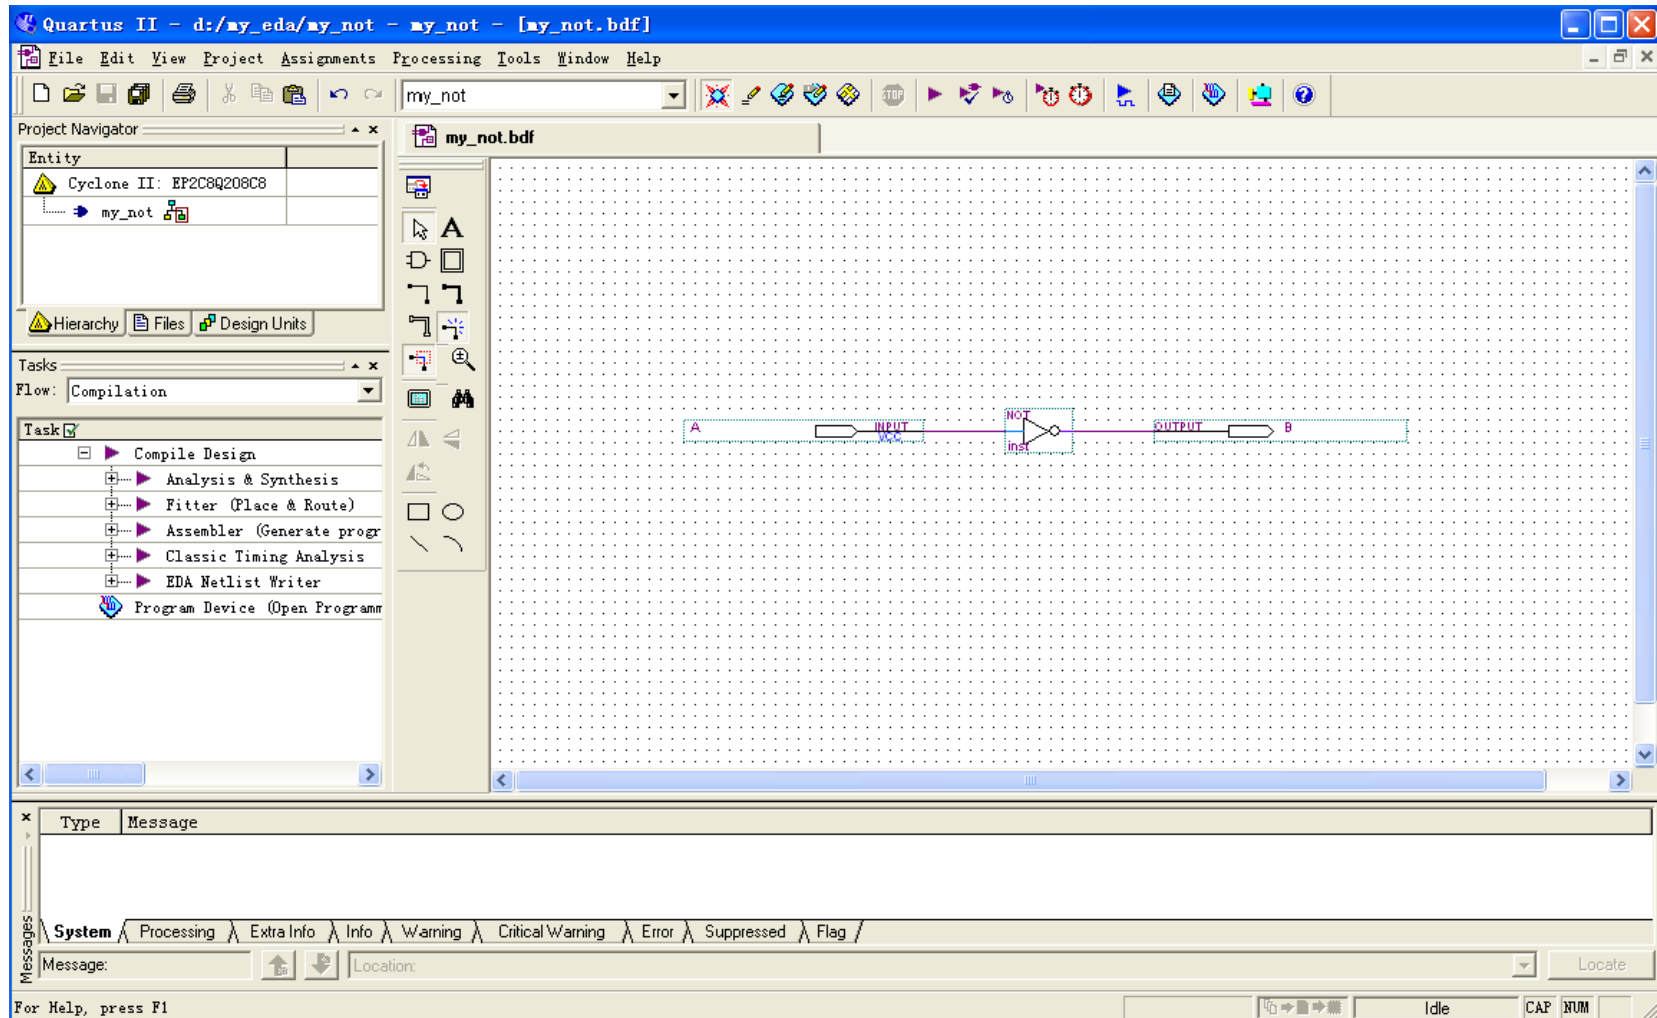 Quartus II - d:/my_eda/my_not - my_not - [my_not.bdf]
File Edit View Project Assignments Processing Tools Window Help
my_not
STOP
Project Navigator
my_not.bdf
Entity
Cyclone II: EP2C8Q208C8
my_not
A
Hierarchy Files Design Units
Tasks
Flow: Compilation
Task
Compile Design
Analysis & Synthesis
Fitter (Place & Route)
Assembler (Generate progr
Classic Timing Analysis
EDA Netlist Writer
Program Device (Open Programm
NOT
A INPUT OUTPUT B
VCC
inst
Type Message
System Processing Extra Info Info Warning Critical Warning Error Suppressed Flag
Messages
Message: Location: Locate
For Help, press F1 Idle CAP NUM